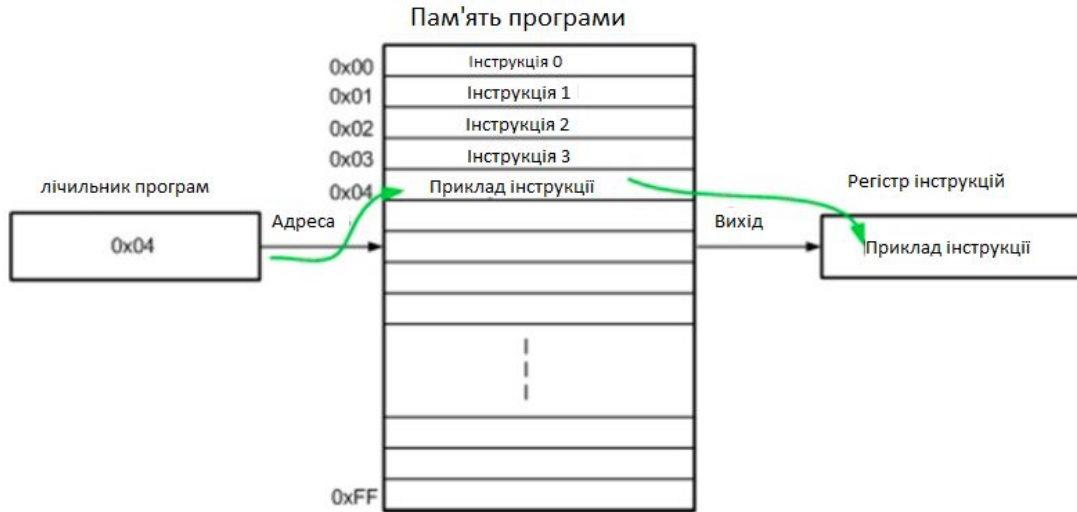 Пам'ять програми
0x00 Інструкція 0
0x01 Інструкція 1
0x02 Інструкція 2
0x03 Інструкція 3
0x04 Приклад інструкції
лічильник програм
0x04
Адреса
Вихід
Регістр інструкцій
Приклад інструкції
0xFF